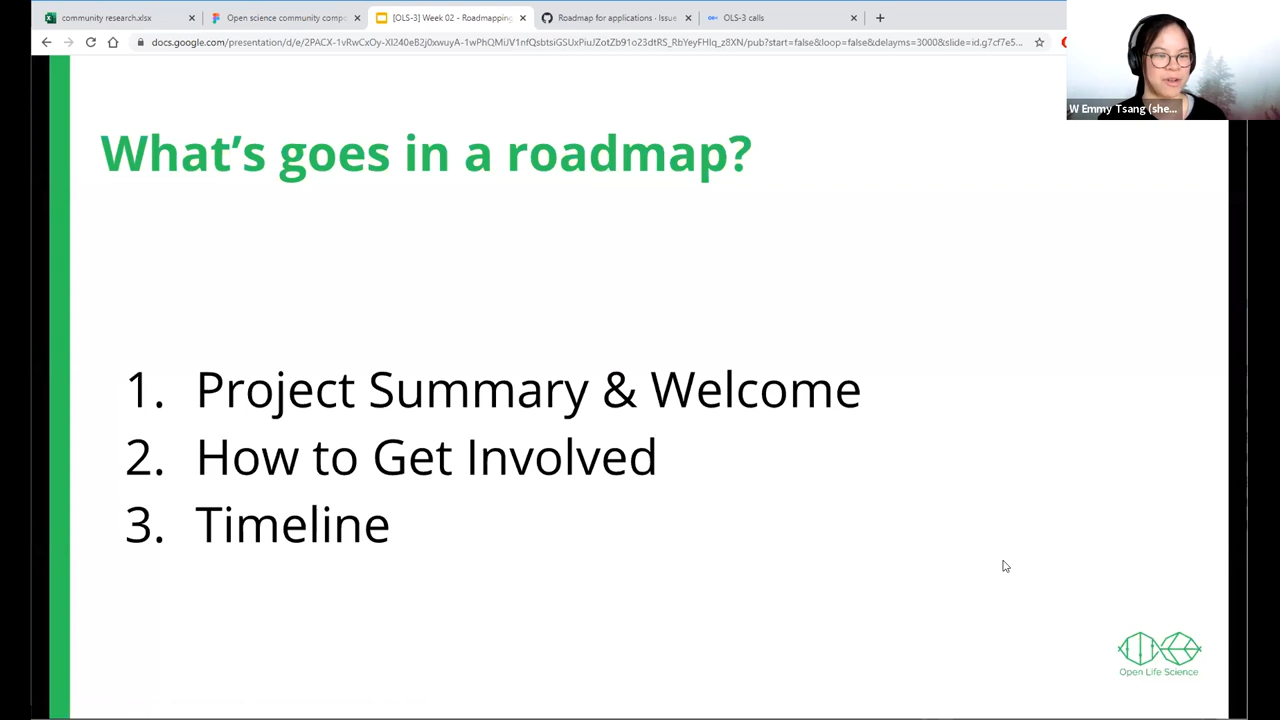 community research.xlsx
Open science community compo
[OLS-3] Week 02 - Roadmapping
Roadmap for applications · Issue
OLS-3 calls
W Emmy Tsang (she...
What's goes in a roadmap?
1. Project Summary & Welcome
2. How to Get Involved
3. Timeline
Open Life Science